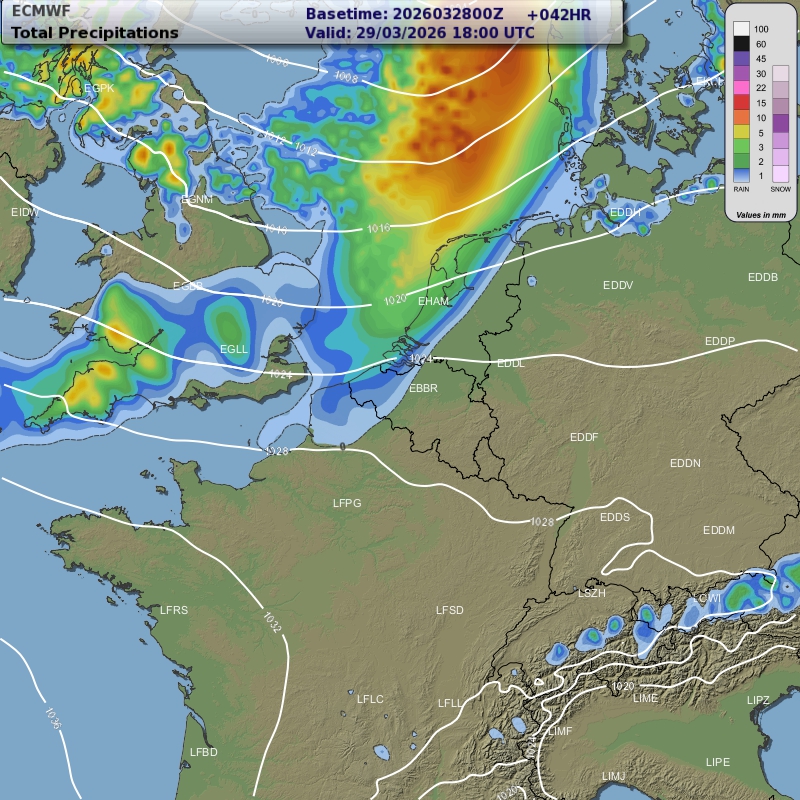 ECMWF
Basetime: 2026032800Z +042HR
Total Precipitations
Valid: 29/03/2026 18:00 UTC
1008
1008
100
60
45
30
22
15
10
5
3
2
1
RAIN SNOW
Values in mm
EGPK
1012
1012
EIDW
EGNM
EDDH
1016
1016
EGBB
EDDB
EDDV
1020
1020
EHAM
EDDP
EGLL
1024
EDDL
1024
EBBR
EDDF
1028
EDDN
LFPG
EDDS
1028
EDDM
LSZH
LOWI
LFRS
LFSD
1032
1020
LIME
LFLC
LFLL
LIPZ
1036
LIMF
LFBD
LIPE
LIMJ
1020